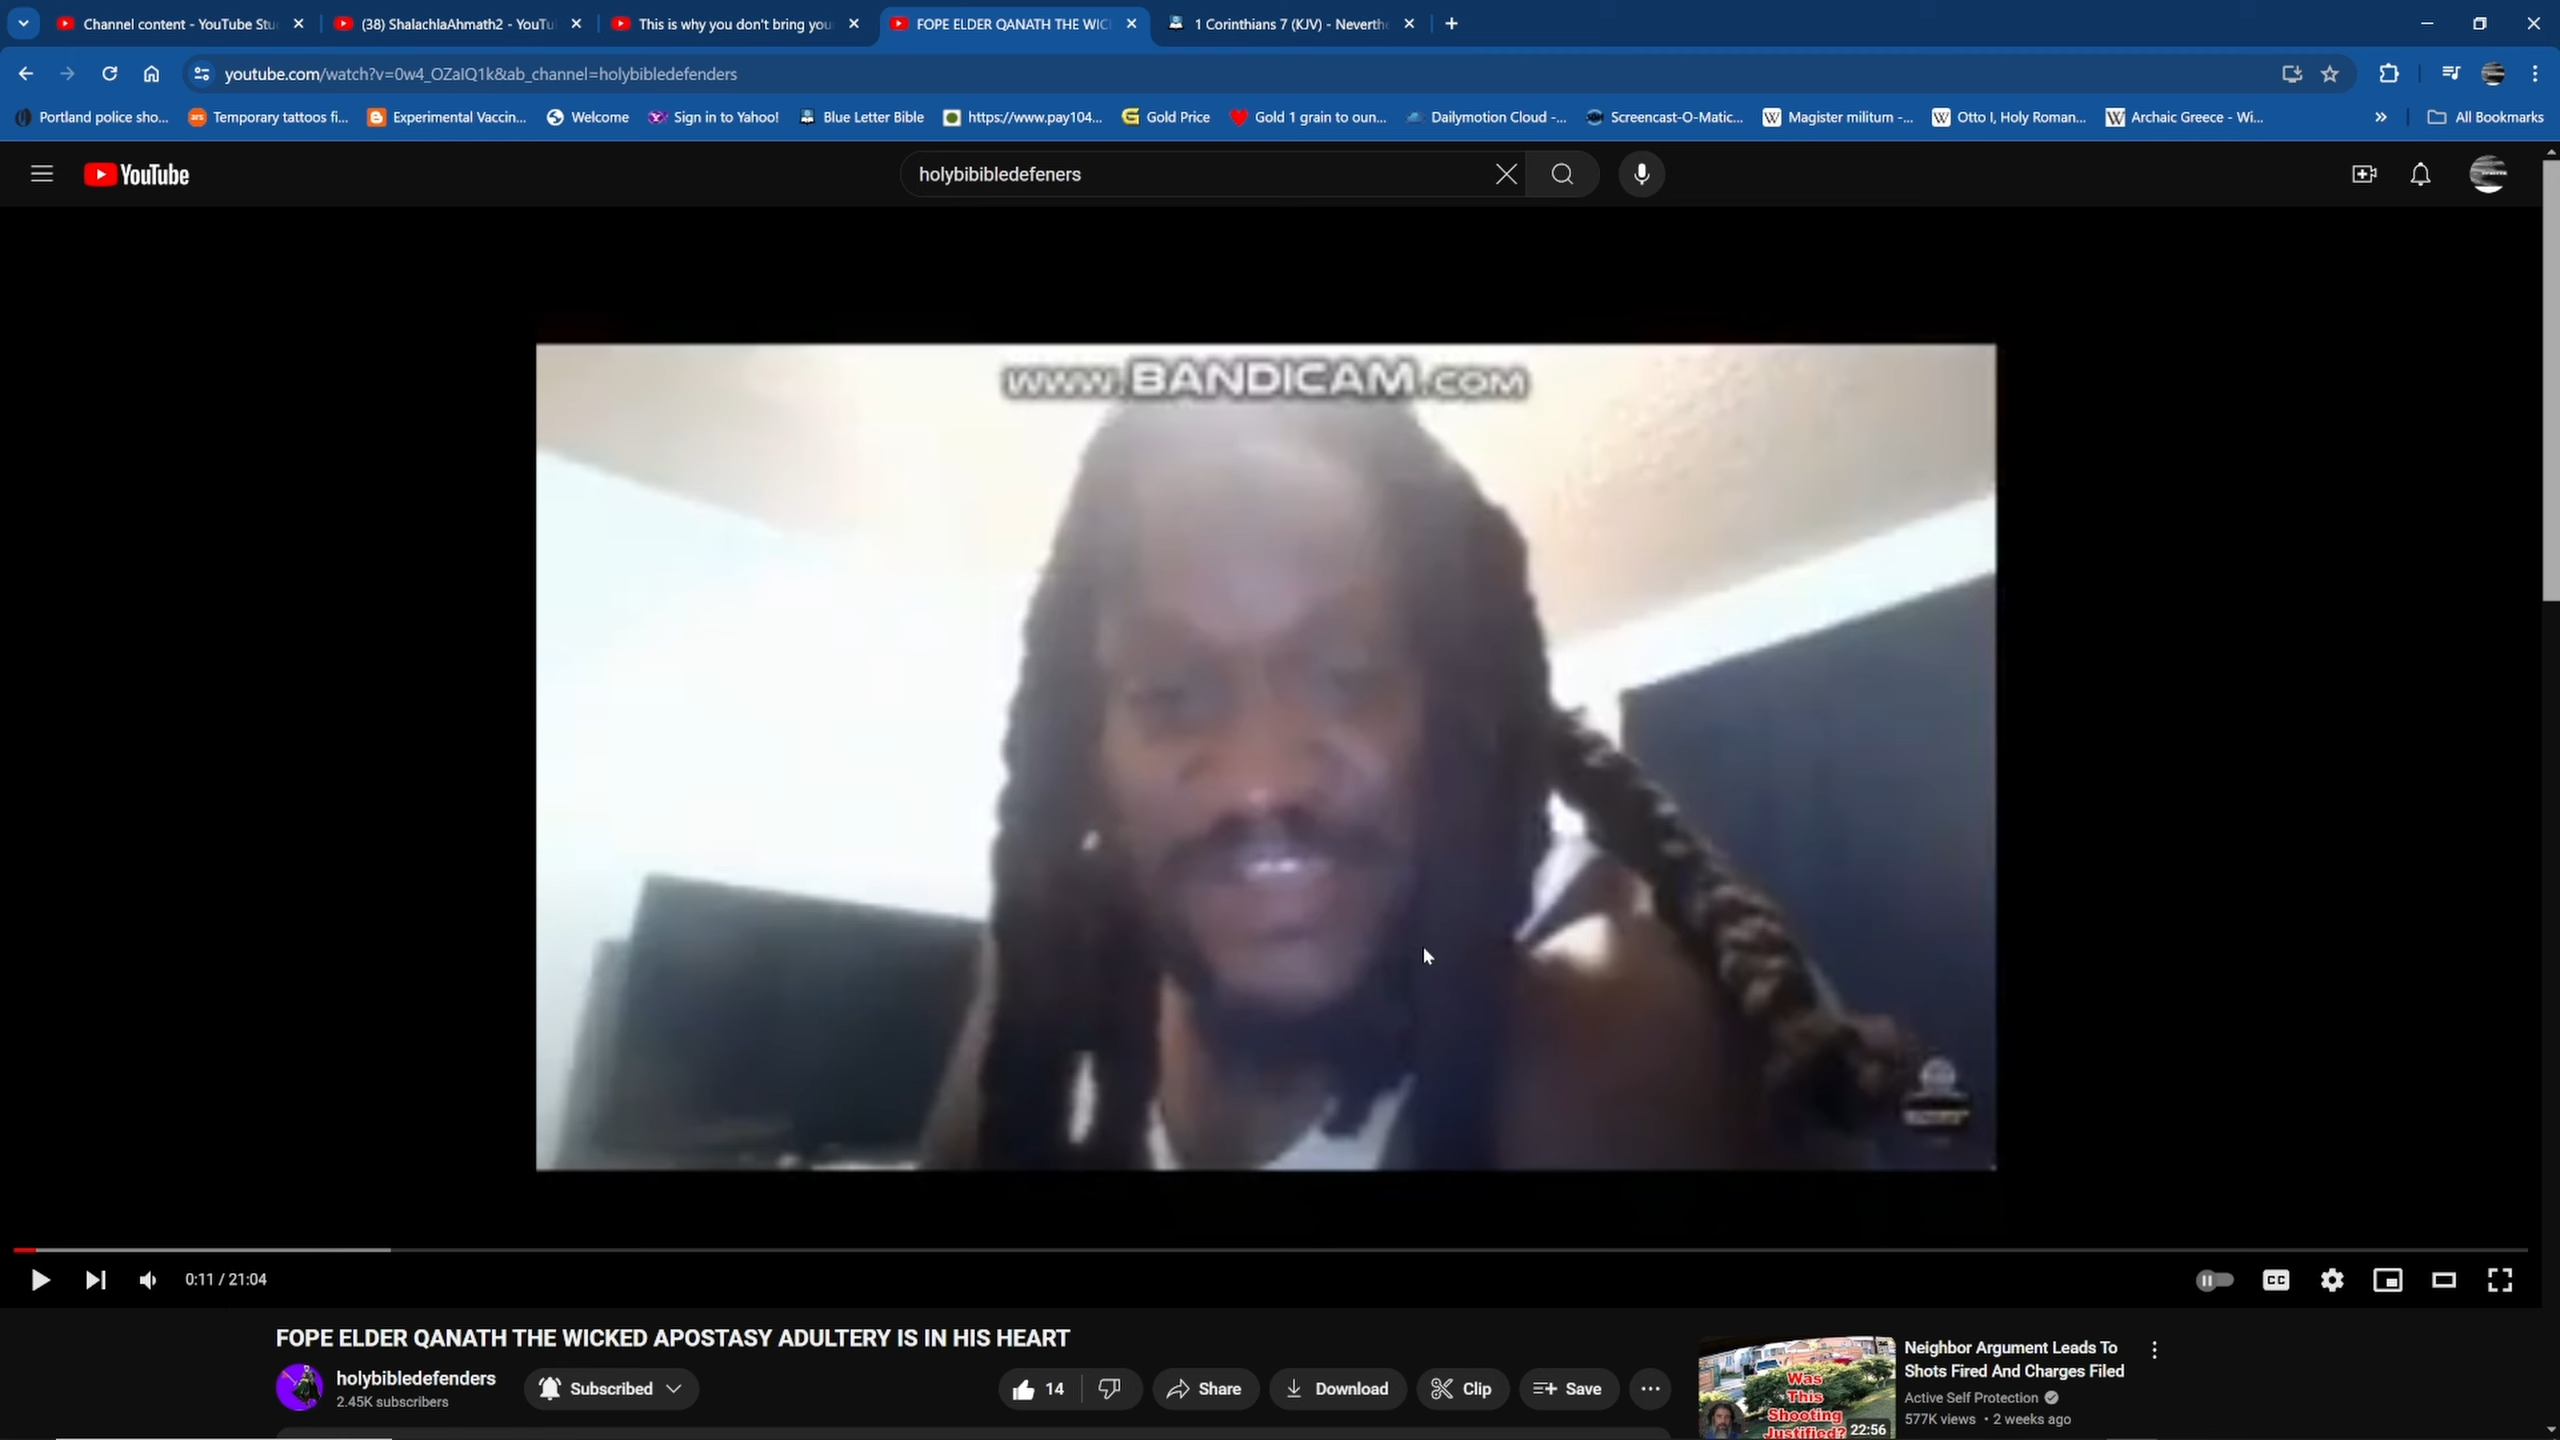 Channel content - YouTube Stu
(38) ShalachlaAhmath2 - YouTu
This is why you don't bring you
FOPE ELDER QANATH THE WIC
1 Corinthians 7 (KJV) - Neverthe
youtube.com/watch?v=0w4_OZaIQ1k&ab_channel=holybibledefenders
Portland police sho...
Temporary tattoos fi...
Experimental Vaccin...
Welcome
Sign in to Yahoo!
Blue Letter Bible
https://www.pay104...
Gold Price
Gold 1 grain to oun...
Dailymotion Cloud -...
Screencast-O-Matic...
Magister militum -...
Otto I, Holy Roman...
Archaic Greece - Wi...
»
All Bookmarks
YouTube
holybibibledefeners
www.BANDICAM.com
0:11 / 21:04
CC
FOPE ELDER QANATH THE WICKED APOSTASY ADULTERY IS IN HIS HEART
holybibledefenders
2.45K subscribers
Subscribed
14
Share
Download
Clip
Save
Was
This
Shooting
Justified?
22:56
Neighbor Argument Leads To
Shots Fired And Charges Filed
Active Self Protection
577K views • 2 weeks ago